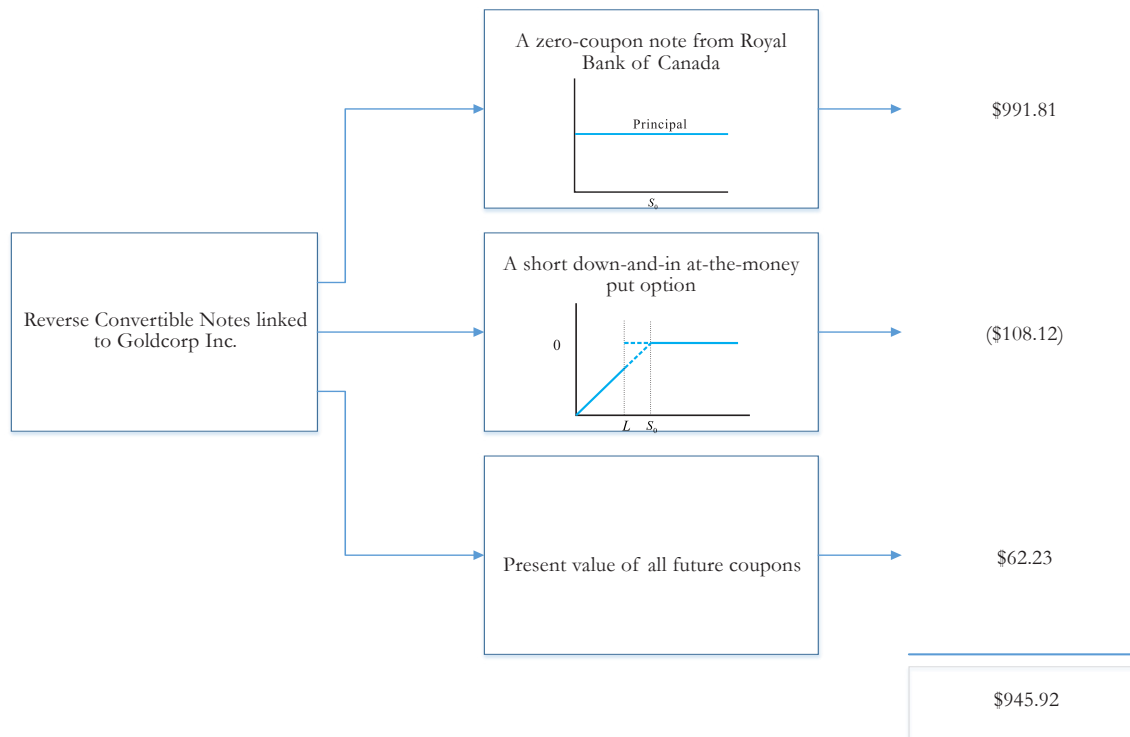 A zero-coupon note from Royal
Bank of Canada
Principal
S₀
$991.81
Reverse Convertible Notes linked
to Goldcorp Inc.
A short down-and-in at-the-money
put option
0
L S₀
($108.12)
Present value of all future coupons
$62.23
$945.92